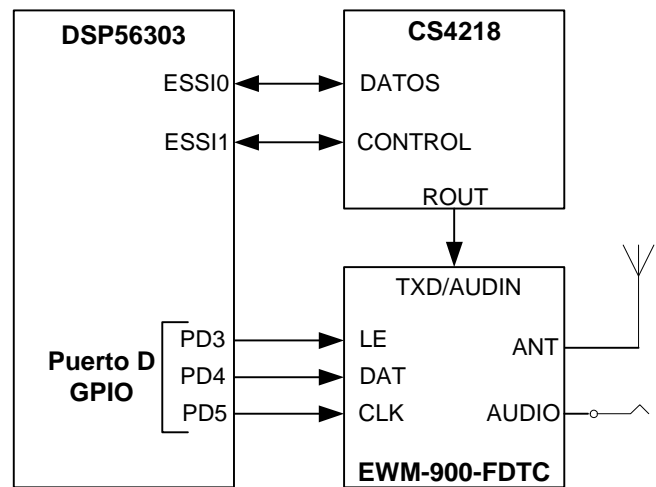 DSP56303
ESSI0
ESSI1
Puerto D
GPIO
PD3
PD4
PD5
CS4218
DATOS
CONTROL
ROUT
TXD/AUDIN
LE
DAT
CLK
ANT
AUDIO
EWM-900-FDTC